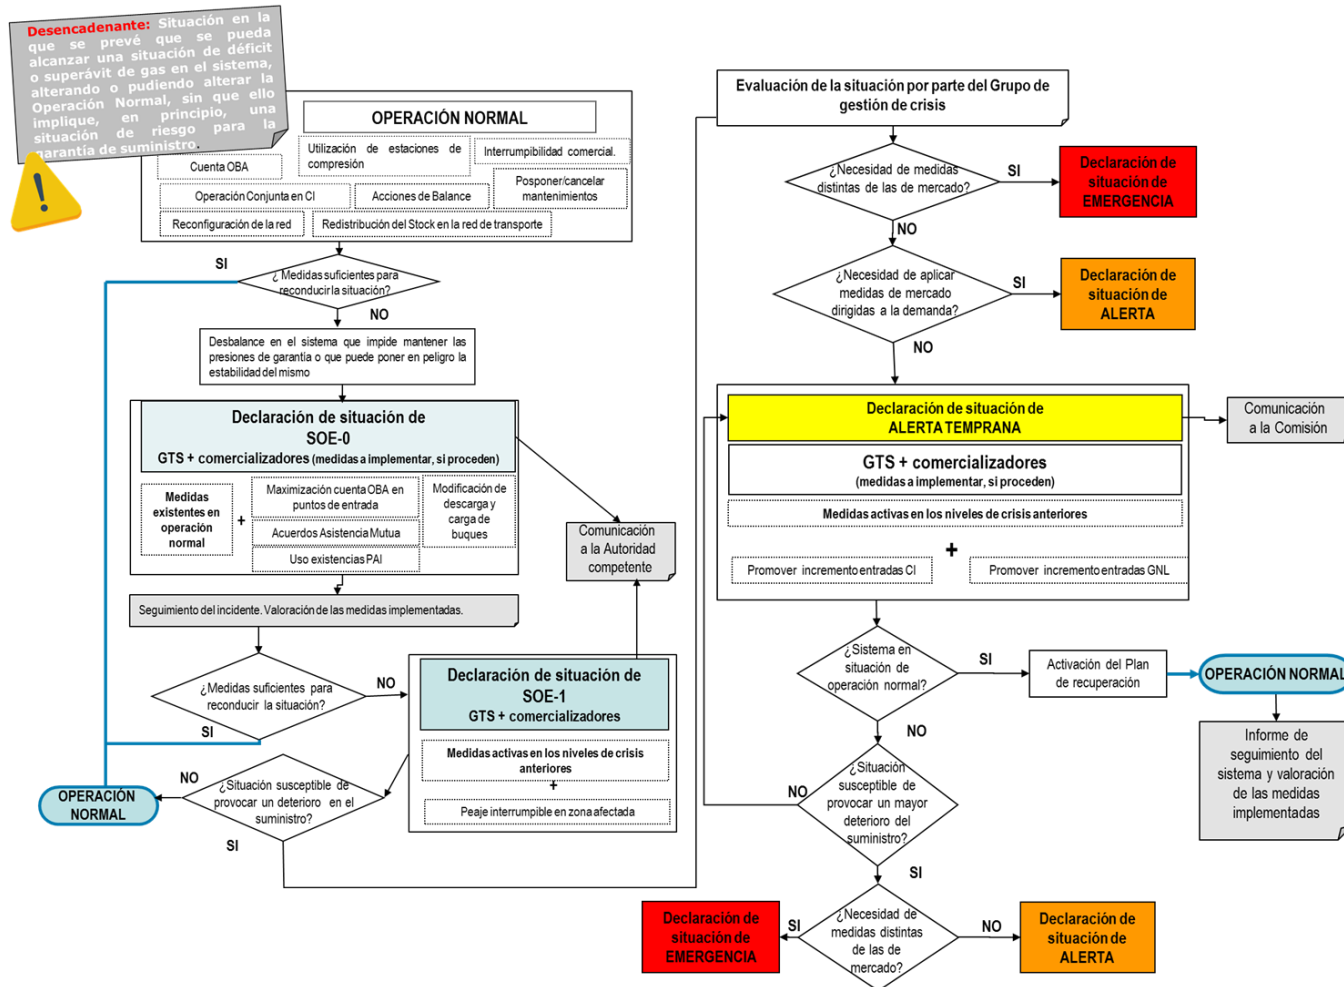 Desencadenante: Situación en la
que se prevé que se pueda
alcanzar una situación de déficit
o superávit de gas en el sistema,
alterando o pudiendo alterar la
Operación Normal, sin que ello
implique, en principio, una
situación de riesgo para la
garantía de suministro.
OPERACIÓN NORMAL
Cuenta OBA
Utilización de estaciones de
compresión
Interrumpibilidad comercial.
Operación Conjunta en CI
Acciones de Balance
Posponer/cancelar
mantenimientos
Reconfiguración de la red
Redistribución del Stock en la red de transporte
SI
¿ Medidas suficientes para
reconducir la situación?
NO
Desbalance en el sistema que impide mantener las
presiones de garantía o que puede poner en peligro la
estabilidad del mismo
Declaración de situación de
SOE-0
GTS + comercializadores (medidas a implementar, si proceden)
Medidas
existentes en
operación
normal
+
Maximización cuenta OBA en
puntos de entrada
Acuerdos Asistencia Mutua
Uso existencias PAI
Modificación de
descarga y
carga de
buques
Comunicación
a la Autoridad
competente
Seguimiento del incidente. Valoración de las medidas implementadas.
¿Medidas suficientes para
reconducir la situación?
NO
SI
Declaración de situación de
SOE-1
GTS + comercializadores
Medidas activas en los niveles de crisis
anteriores
+
Peaje interrumpible en zona afectada
¿Situación susceptible de
provocar un deterioro en el
suministro?
NO
SI
OPERACIÓN
NORMAL
Evaluación de la situación por parte del Grupo de
gestión de crisis
¿Necesidad de medidas
distintas de las de mercado?
SI
Declaración de
situación de
EMERGENCIA
NO
¿Necesidad de aplicar
medidas de mercado
dirigidas a la demanda?
SI
Declaración de
situación de
ALERTA
NO
Declaración de situación de
ALERTA TEMPRANA
Comunicación
a la Comisión
GTS + comercializadores
(medidas a implementar, si proceden)
Medidas activas en los niveles de crisis anteriores
+
Promover incremento entradas CI
Promover incremento entradas GNL
¿Sistema en
situación de
operación normal?
SI
Activación del Plan
de recuperación
OPERACIÓN NORMAL
NO
Informe de
seguimiento del
sistema y valoración
de las medidas
implementadas
¿Situación
susceptible de
provocar un mayor
deterioro del
suministro?
NO
SI
¿Necesidad de
medidas distintas
de las de
mercado?
SI
Declaración de
situación de
EMERGENCIA
NO
Declaración de
situación de
ALERTA